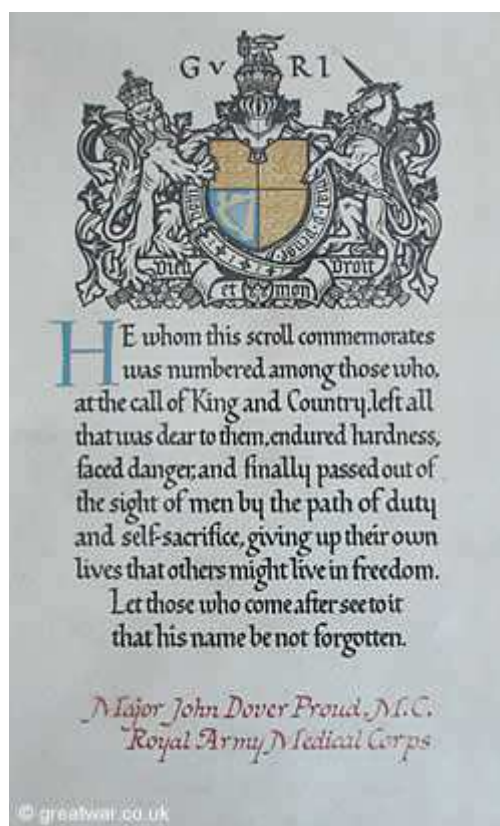 G V R I
Dieu et mon Droit
HE whom this scroll commemorates
was numbered among those who,
at the call of King and Country, left all
that was dear to them, endured hardness,
faced danger, and finally passed out of
the sight of men by the path of duty
and self-sacrifice, giving up their own
lives that others might live in freedom.
Let those who come after see to it
that his name be not forgotten.
Major John Dover Proud, M.C.
Royal Army Medical Corps
© greatwar.co.uk